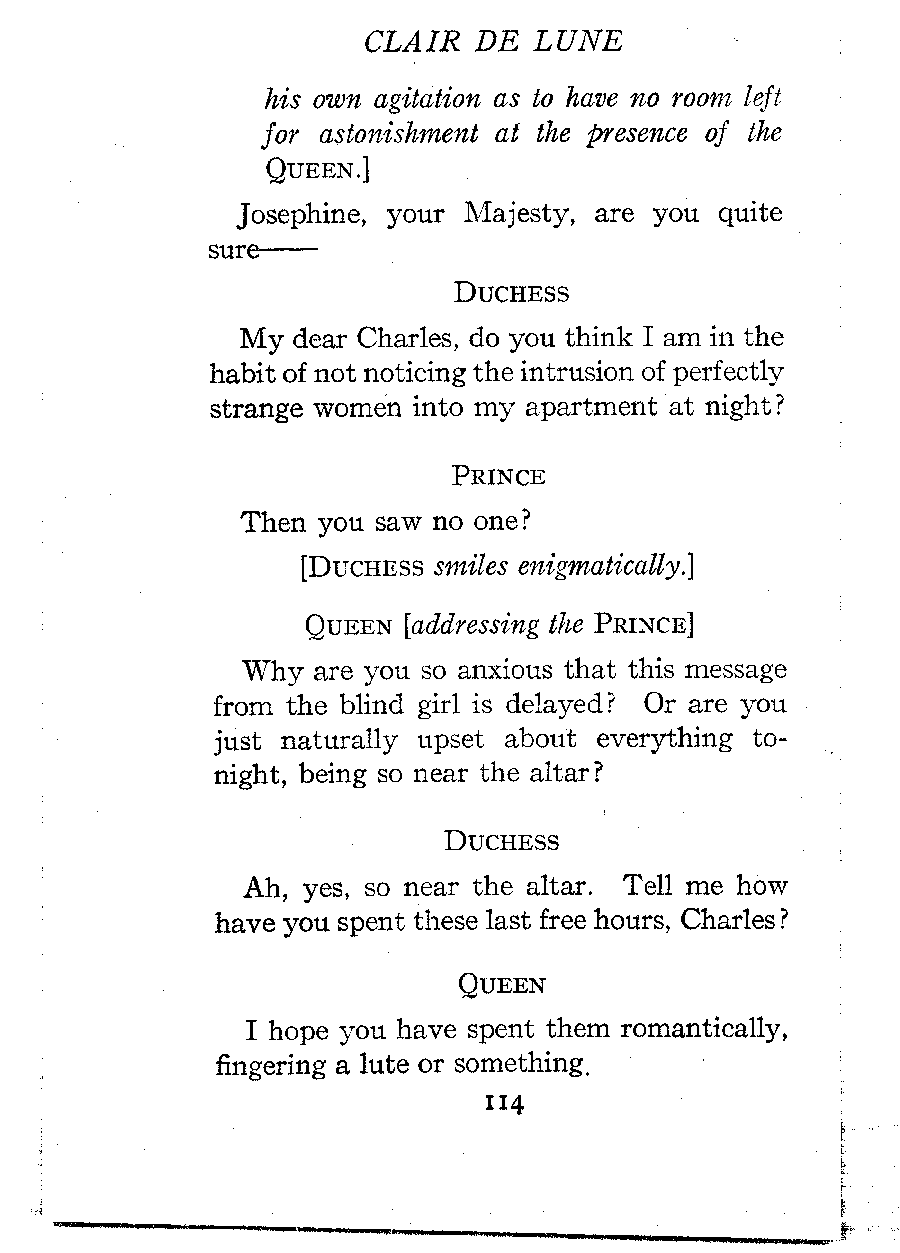 CLAIR DE LUNE
his own agitation as to have no room left
for astonishment at the presence of the
QUEEN.]
Josephine, your Majesty, are you quite
sure——
DUCHESS
My dear Charles, do you think I am in the
habit of not noticing the intrusion of perfectly
strange women into my apartment at night?
PRINCE
Then you saw no one?
[DUCHESS smiles enigmatically.]
QUEEN [addressing the PRINCE]
Why are you so anxious that this message
from the blind girl is delayed? Or are you
just naturally upset about everything to-
night, being so near the altar?
DUCHESS
Ah, yes, so near the altar. Tell me how
have you spent these last free hours, Charles?
QUEEN
I hope you have spent them romantically,
fingering a lute or something.
114